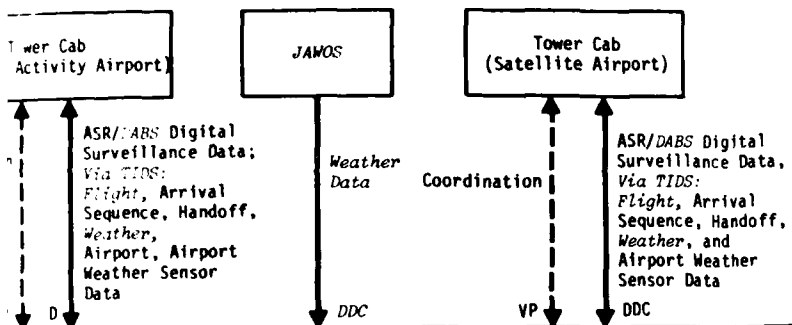 Tower Cab
Activity Airport)
JAWOS
Tower Cab
(Satellite Airport)
ASR/DABS Digital
Surveillance Data;
Via TIDS:
Flight, Arrival
Sequence, Handoff,
Weather,
Airport, Airport
Weather Sensor
Data
D
Weather
Data
DDC
Coordination
VP
ASR/DABS Digital
Surveillance Data,
Via TIDS:
Flight, Arrival
Sequence, Handoff,
Weather, and
Airport Weather
Sensor Data
DDC